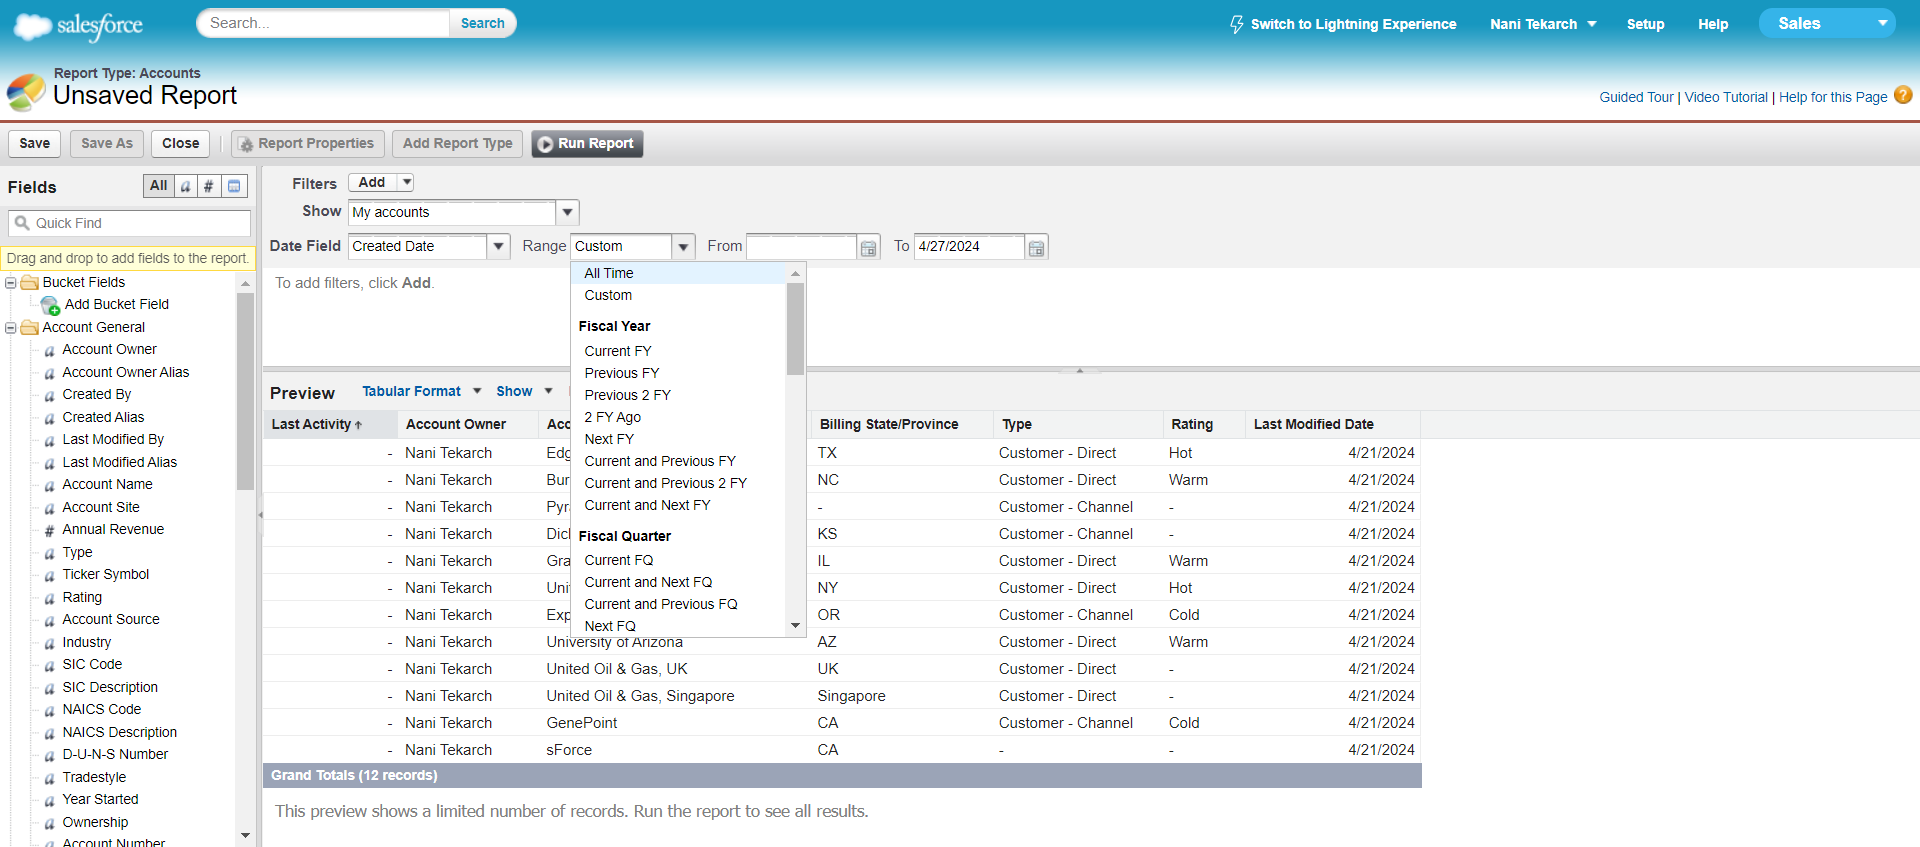 salesforce
Search...
Search
Switch to Lightning Experience
Nani Tekarch
Setup
Help
Sales
Report Type: Accounts
Unsaved Report
Guided Tour | Video Tutorial | Help for this Page
Save
Save As
Close
Report Properties
Add Report Type
Run Report
Fields
All
a
#
Quick Find
Drag and drop to add fields to the report.
Bucket Fields
Add Bucket Field
Account General
a Account Owner
a Account Owner Alias
a Created By
a Created Alias
a Last Modified By
a Last Modified Alias
a Account Name
a Account Site
# Annual Revenue
a Type
a Ticker Symbol
a Rating
a Account Source
a Industry
a SIC Code
a SIC Description
a NAICS Code
a NAICS Description
a D-U-N-S Number
a Tradestyle
a Year Started
a Ownership
a Account Number
Filters Add
Show My accounts
Date Field Created Date Range Custom From To 4/27/2024
To add filters, click Add.
All Time
Custom
Fiscal Year
Current FY
Previous FY
Previous 2 FY
2 FY Ago
Next FY
Current and Previous FY
Current and Previous 2 FY
Current and Next FY
Fiscal Quarter
Current FQ
Current and Next FQ
Current and Previous FQ
Next FQ
Preview Tabular Format Show
Last Activity Account Owner Acc Billing State/Province Type Rating Last Modified Date
- Nani Tekarch Edg TX Customer - Direct Hot 4/21/2024
- Nani Tekarch Bur NC Customer - Direct Warm 4/21/2024
- Nani Tekarch Pyr - Customer - Channel - 4/21/2024
- Nani Tekarch Dic KS Customer - Channel - 4/21/2024
- Nani Tekarch Gra IL Customer - Direct Warm 4/21/2024
- Nani Tekarch Uni NY Customer - Direct Hot 4/21/2024
- Nani Tekarch Exp OR Customer - Channel Cold 4/21/2024
- Nani Tekarch University of Arizona AZ Customer - Direct Warm 4/21/2024
- Nani Tekarch United Oil & Gas, UK UK Customer - Direct - 4/21/2024
- Nani Tekarch United Oil & Gas, Singapore Singapore Customer - Direct - 4/21/2024
- Nani Tekarch GenePoint CA Customer - Channel Cold 4/21/2024
- Nani Tekarch sForce CA - - 4/21/2024
Grand Totals (12 records)
This preview shows a limited number of records. Run the report to see all results.